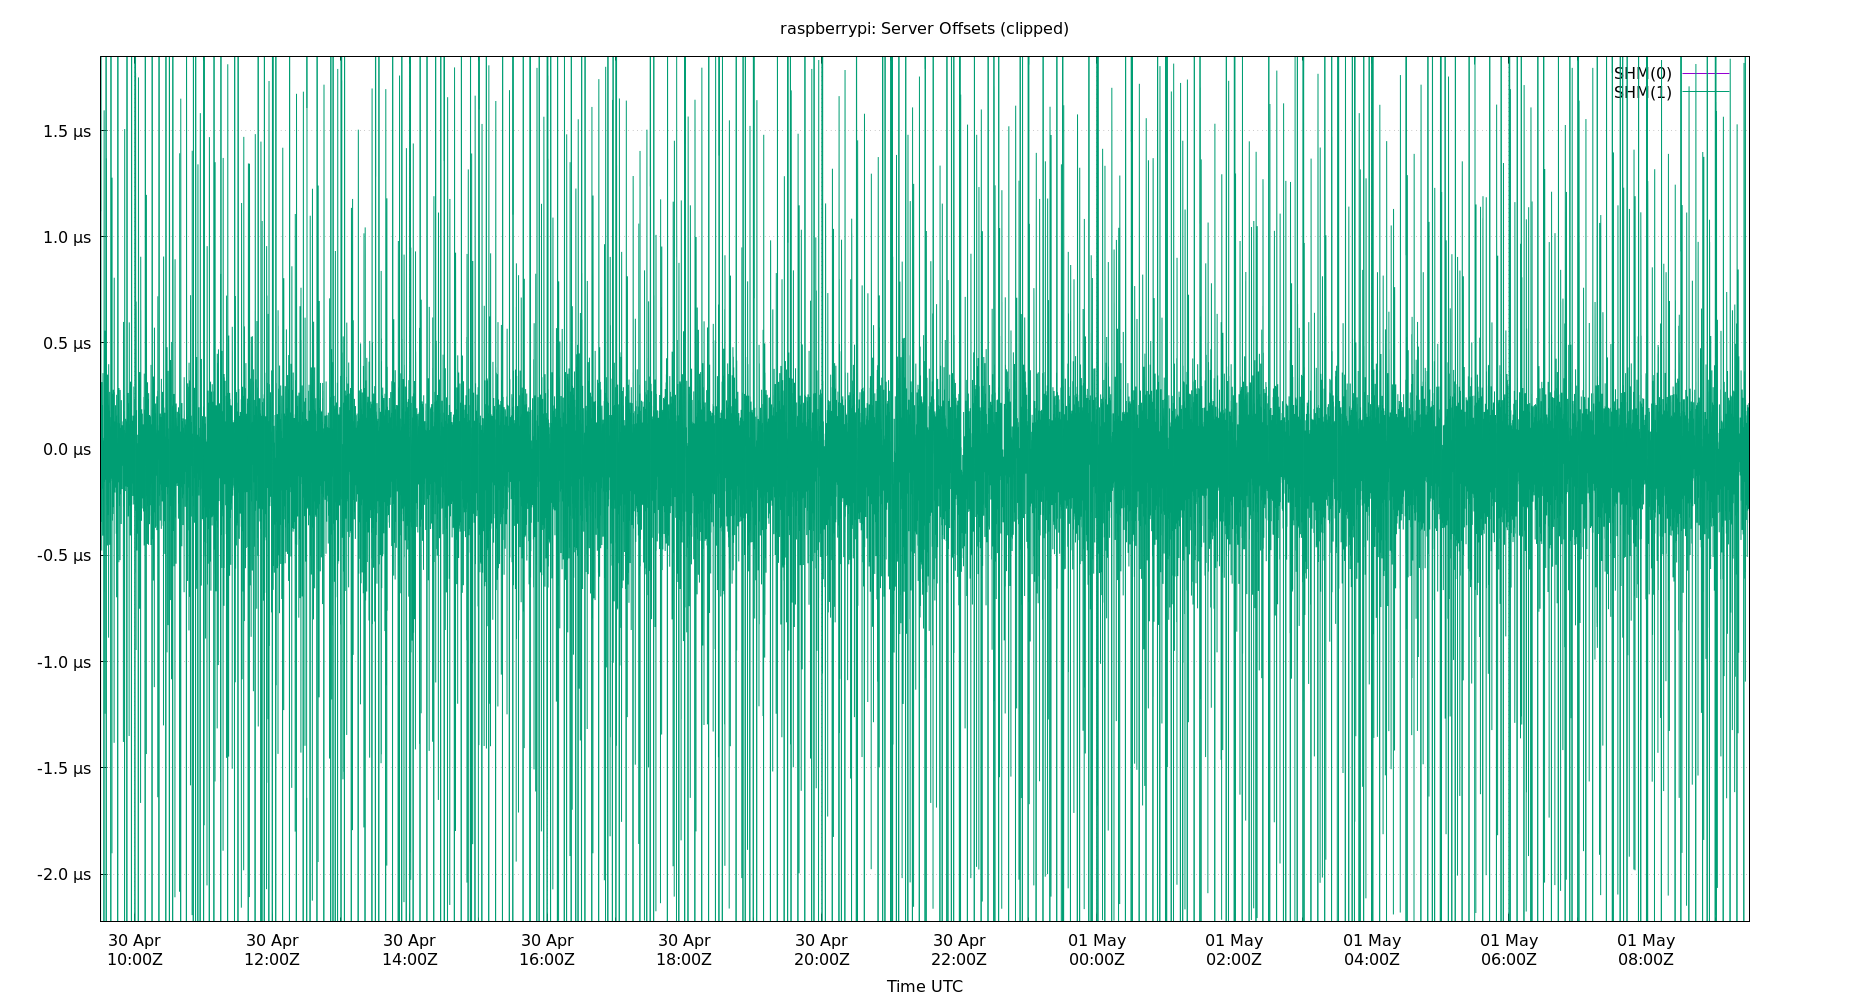 raspberrypi: Server Offsets (clipped)
SHM(0)
SHM(1)
1.5 µs
1.0 µs
0.5 µs
0.0 µs
-0.5 µs
-1.0 µs
-1.5 µs
-2.0 µs
30 Apr 30 Apr 30 Apr 30 Apr 30 Apr 30 Apr 30 Apr 01 May 01 May 01 May 01 May 01 May
10:00Z 12:00Z 14:00Z 16:00Z 18:00Z 20:00Z 22:00Z 00:00Z 02:00Z 04:00Z 06:00Z 08:00Z
Time UTC